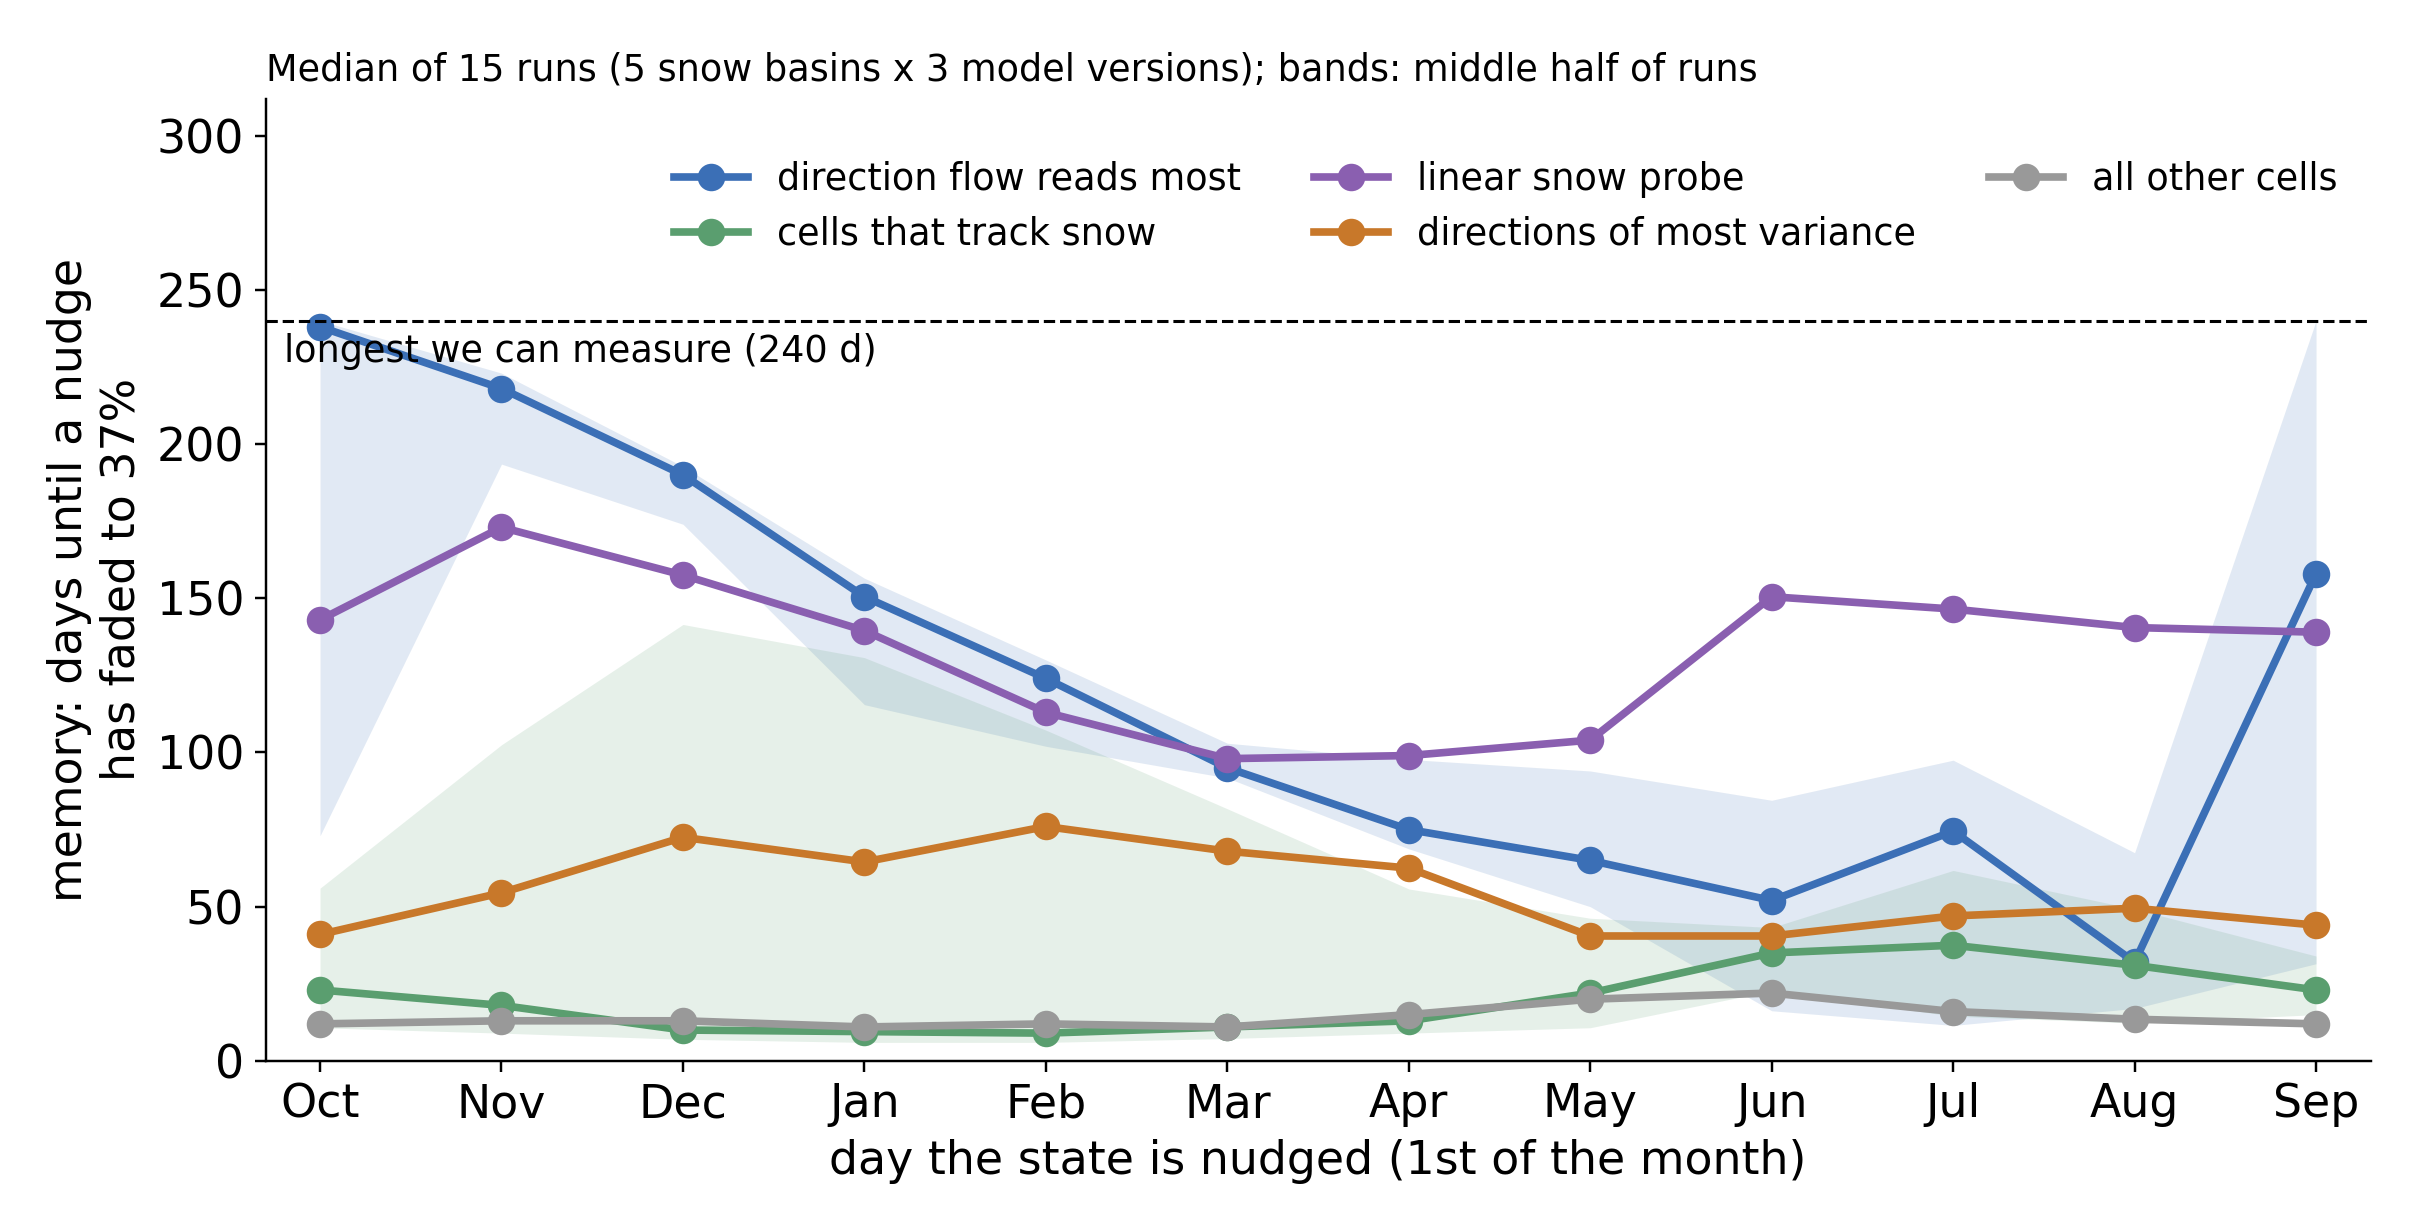 Median of 15 runs (5 snow basins x 3 model versions); bands: middle half of runs
memory: days until a nudge
has faded to 37%
300
250
200
150
100
50
0
direction flow reads most
cells that track snow
linear snow probe
directions of most variance
all other cells
longest we can measure (240 d)
Oct Nov Dec Jan Feb Mar Apr May Jun Jul Aug Sep
day the state is nudged (1st of the month)